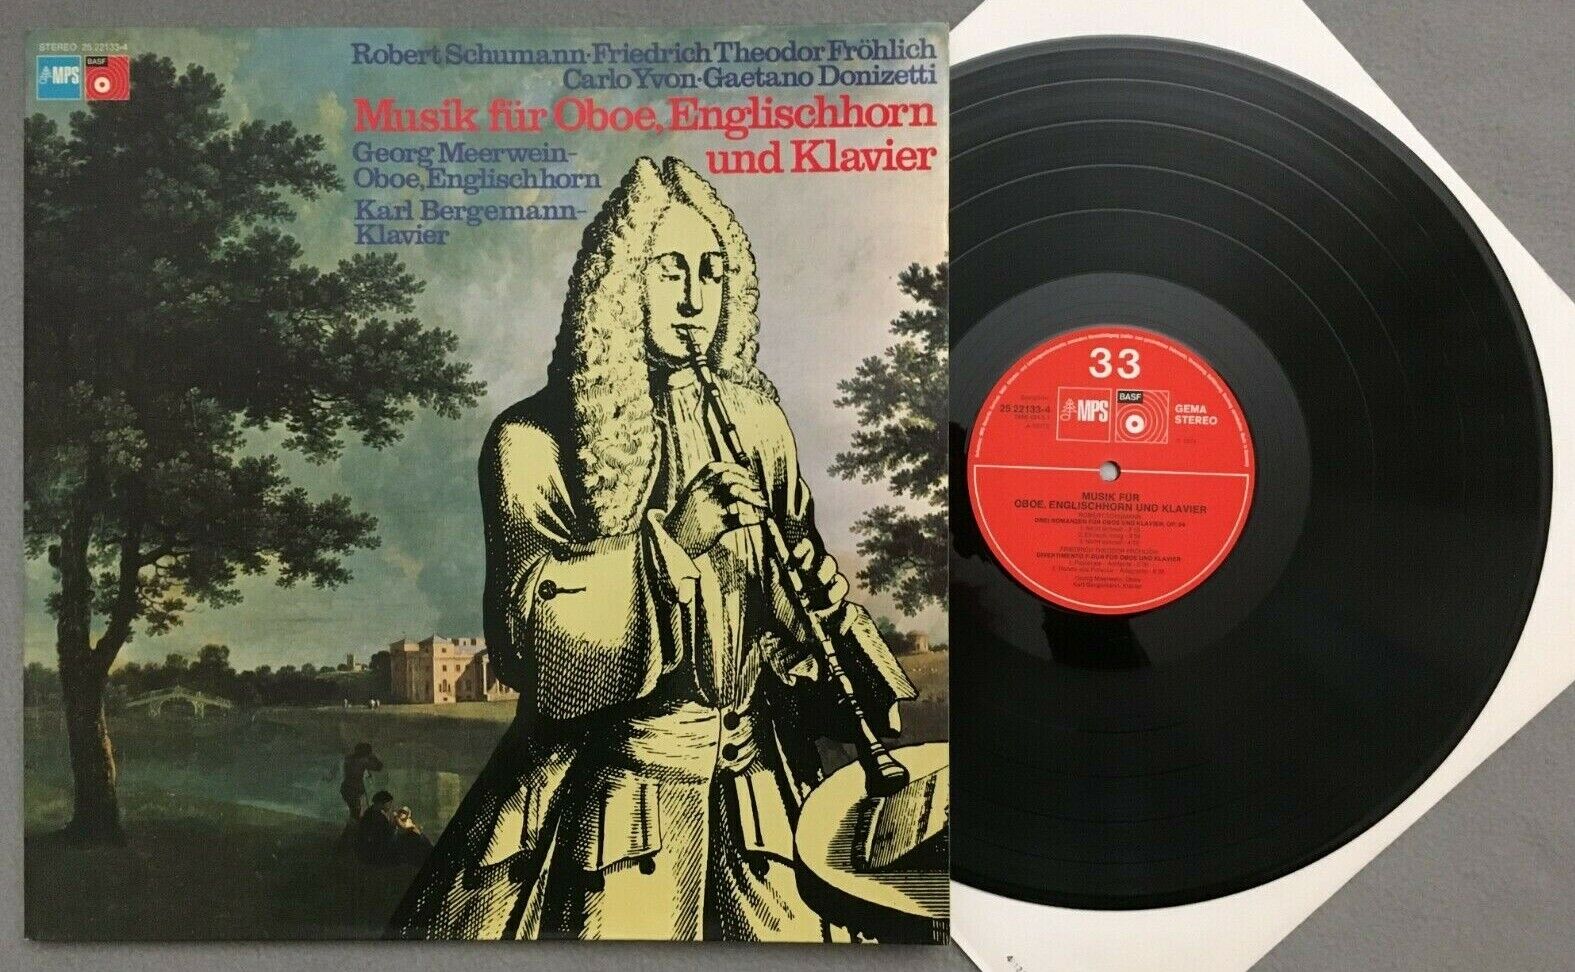 STEREO 25 22133-4
MPS
BASF
Robert Schumann·Friedrich Theodor Fröhlich
Carlo Yvon·Gaetano Donizetti
Musik für Oboe, Englischhorn
und Klavier
Georg Meerwein-
Oboe, Englischhorn
Karl Bergemann-
Klavier
33
25 22133-4
MPS
BASF
GEMA
STEREO
MUSIK FÜR
OBOE, ENGLISCHHORN UND KLAVIER
ROBERT SCHUMANN
DREI ROMANZEN FÜR OBOE UND KLAVIER, OP. 94
FRIEDRICH THEODOR FRÖHLICH
DIVERTIMENTO F-DUR FÜR OBOE UND KLAVIER
Georg Meerwein, Oboe
Karl Bergemann, Klavier